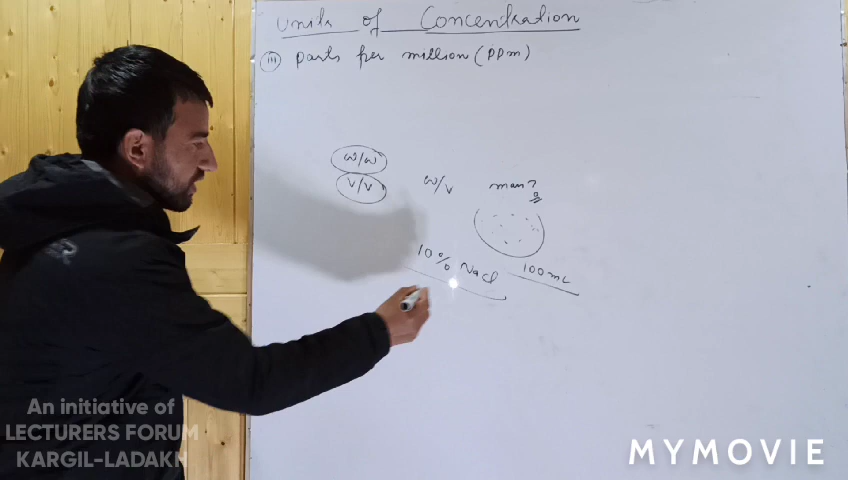 Units of Concentration
(iii) parts per million (ppm)
w/w
v/v
w/v
man?
10% NaCl
100 mL
An initiative of
LECTURERS FORUM
KARGIL-LADAKH
MYMOVIE